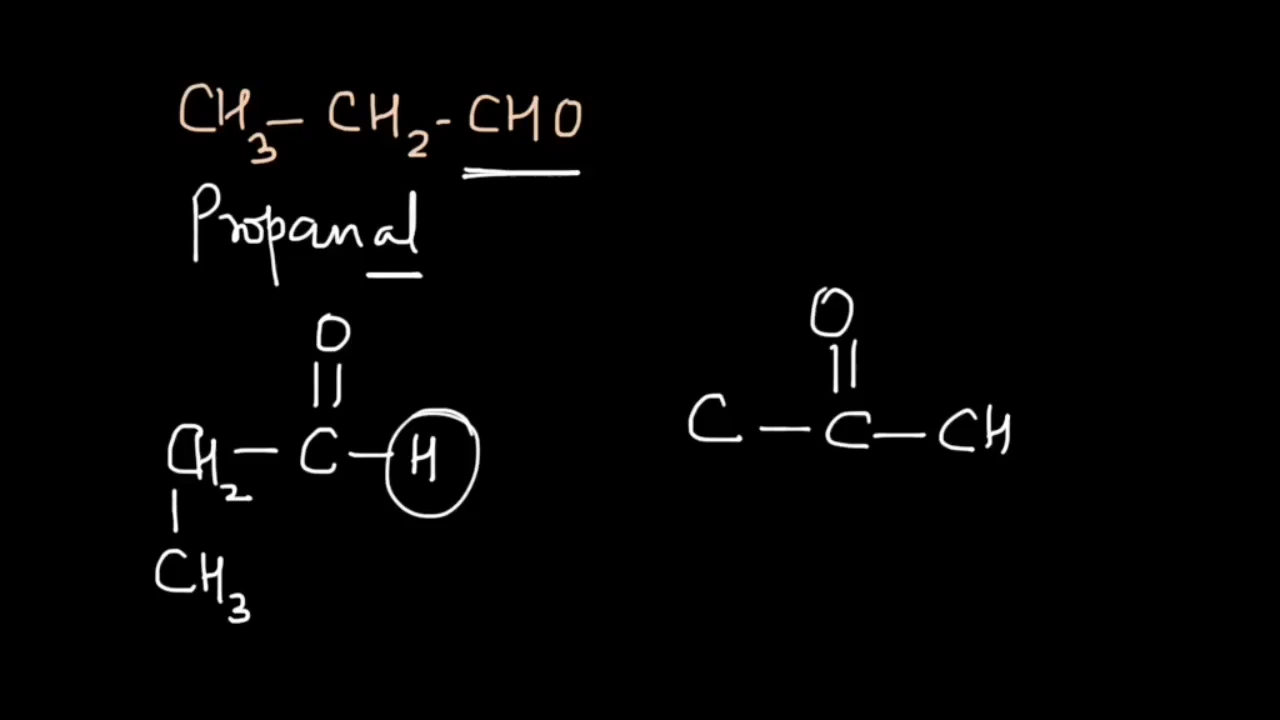 CH3 - CH2 - CHO
Propanal
O
||
CH2 - C - H
|
CH3
O
||
C - C - CH